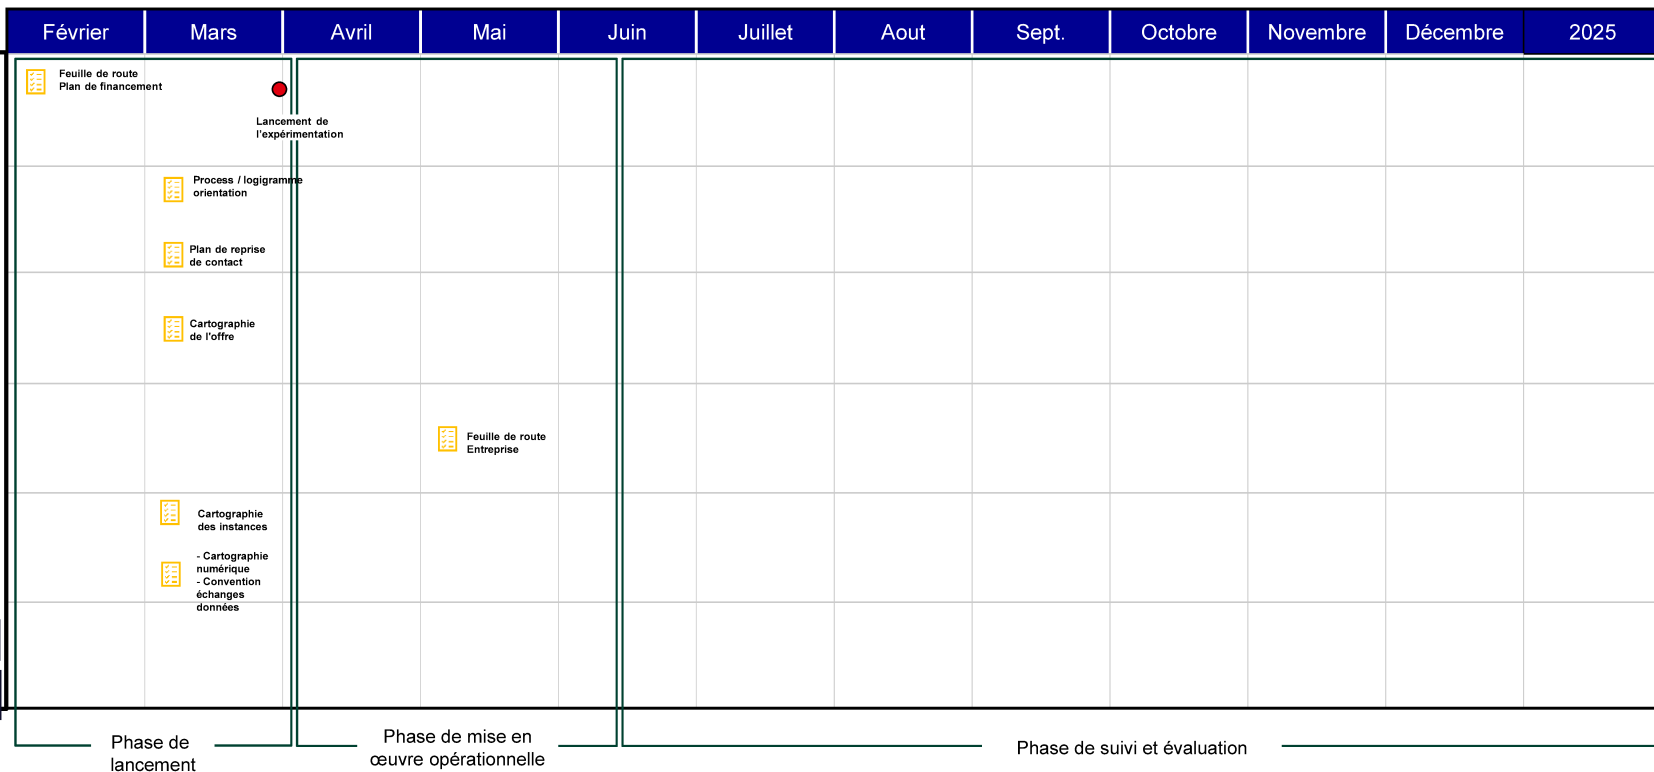 Février
Mars
Avril
Mai
Juin
Juillet
Aout
Sept.
Octobre
Novembre
Décembre
2025
Feuille de route
Plan de financement
Lancement de
l'expérimentation
Process / logigramme
orientation
Plan de reprise
de contact
Cartographie
de l'offre
Feuille de route
Entreprise
Cartographie
des instances
- Cartographie
numérique
- Convention
échanges
données
Phase de
lancement
Phase de mise en
œuvre opérationnelle
Phase de suivi et évaluation